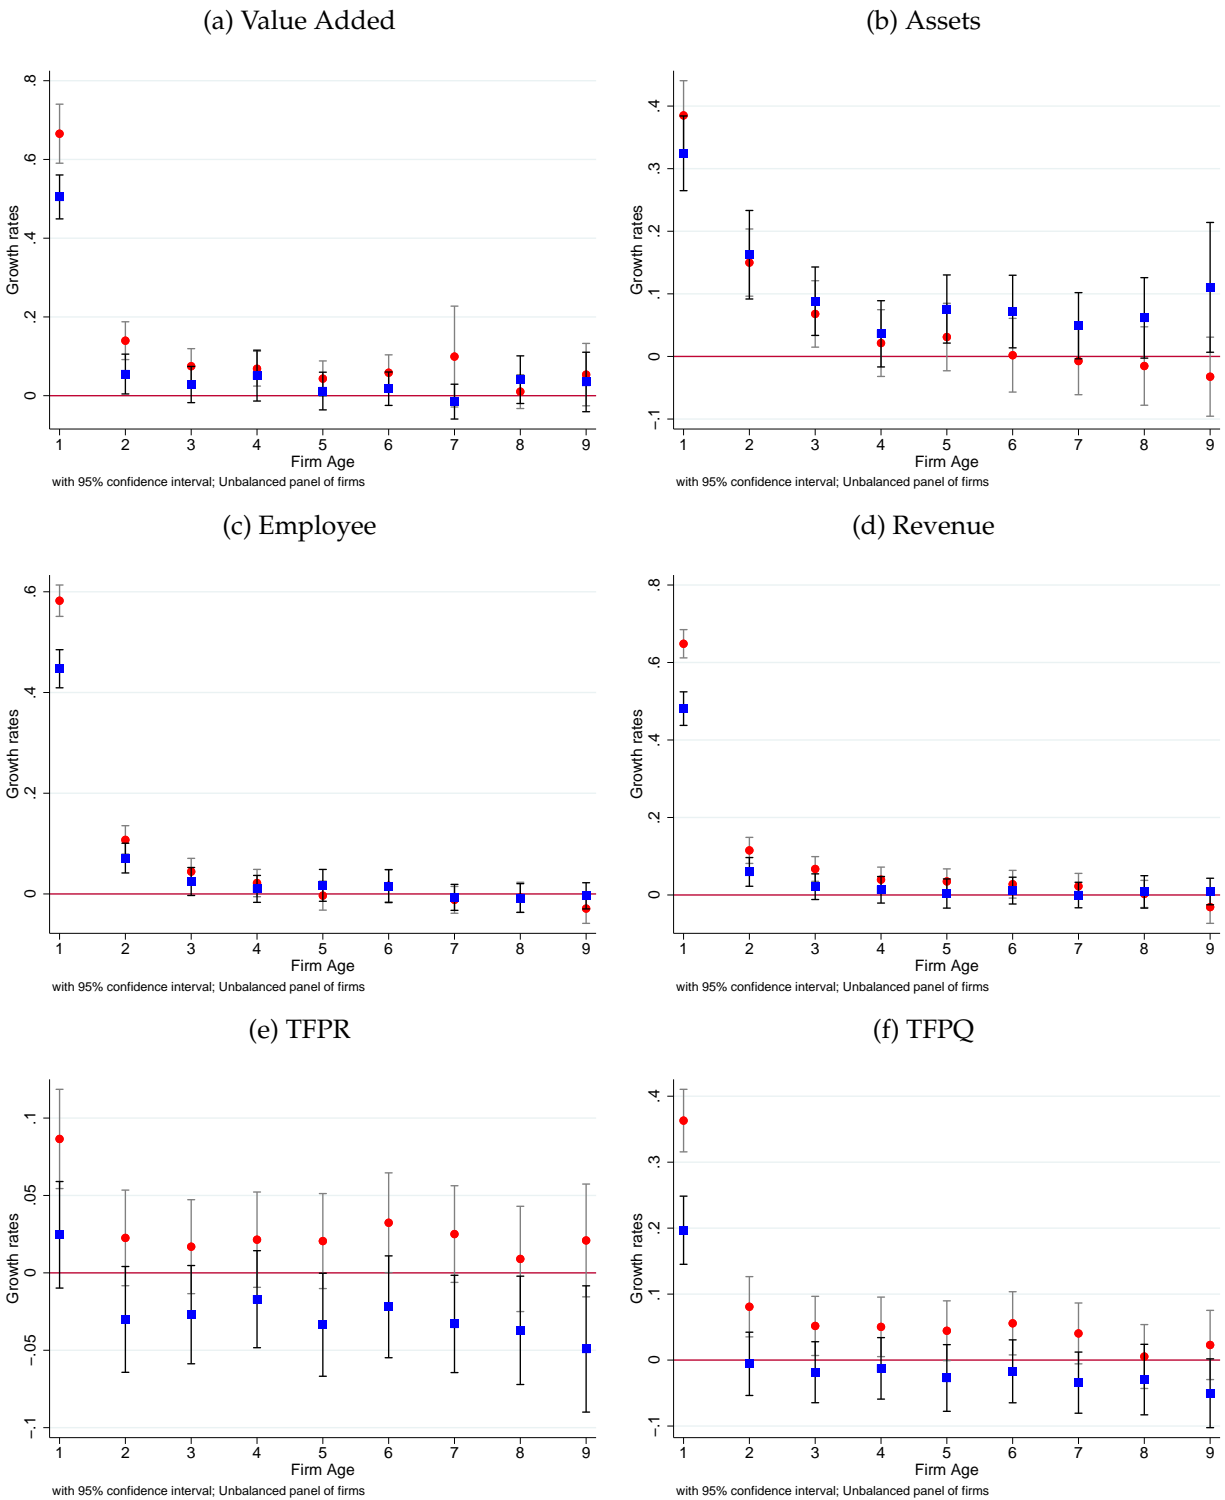 (a) Value Added
(b) Assets
Growth rates
.8
.6
.4
.2
0
1 2 3 4 5 6 7 8 9
Firm Age
with 95% confidence interval; Unbalanced panel of firms
Growth rates
.4
.3
.2
.1
0
-.1
1 2 3 4 5 6 7 8 9
Firm Age
with 95% confidence interval; Unbalanced panel of firms
(c) Employee
(d) Revenue
Growth rates
.6
.4
.2
0
1 2 3 4 5 6 7 8 9
Firm Age
with 95% confidence interval; Unbalanced panel of firms
Growth rates
.8
.6
.4
.2
0
1 2 3 4 5 6 7 8 9
Firm Age
with 95% confidence interval; Unbalanced panel of firms
(e) TFPR
(f) TFPQ
Growth rates
.1
.05
0
-.05
-.1
1 2 3 4 5 6 7 8 9
Firm Age
with 95% confidence interval; Unbalanced panel of firms
Growth rates
.4
.3
.2
.1
0
-.1
1 2 3 4 5 6 7 8 9
Firm Age
with 95% confidence interval; Unbalanced panel of firms